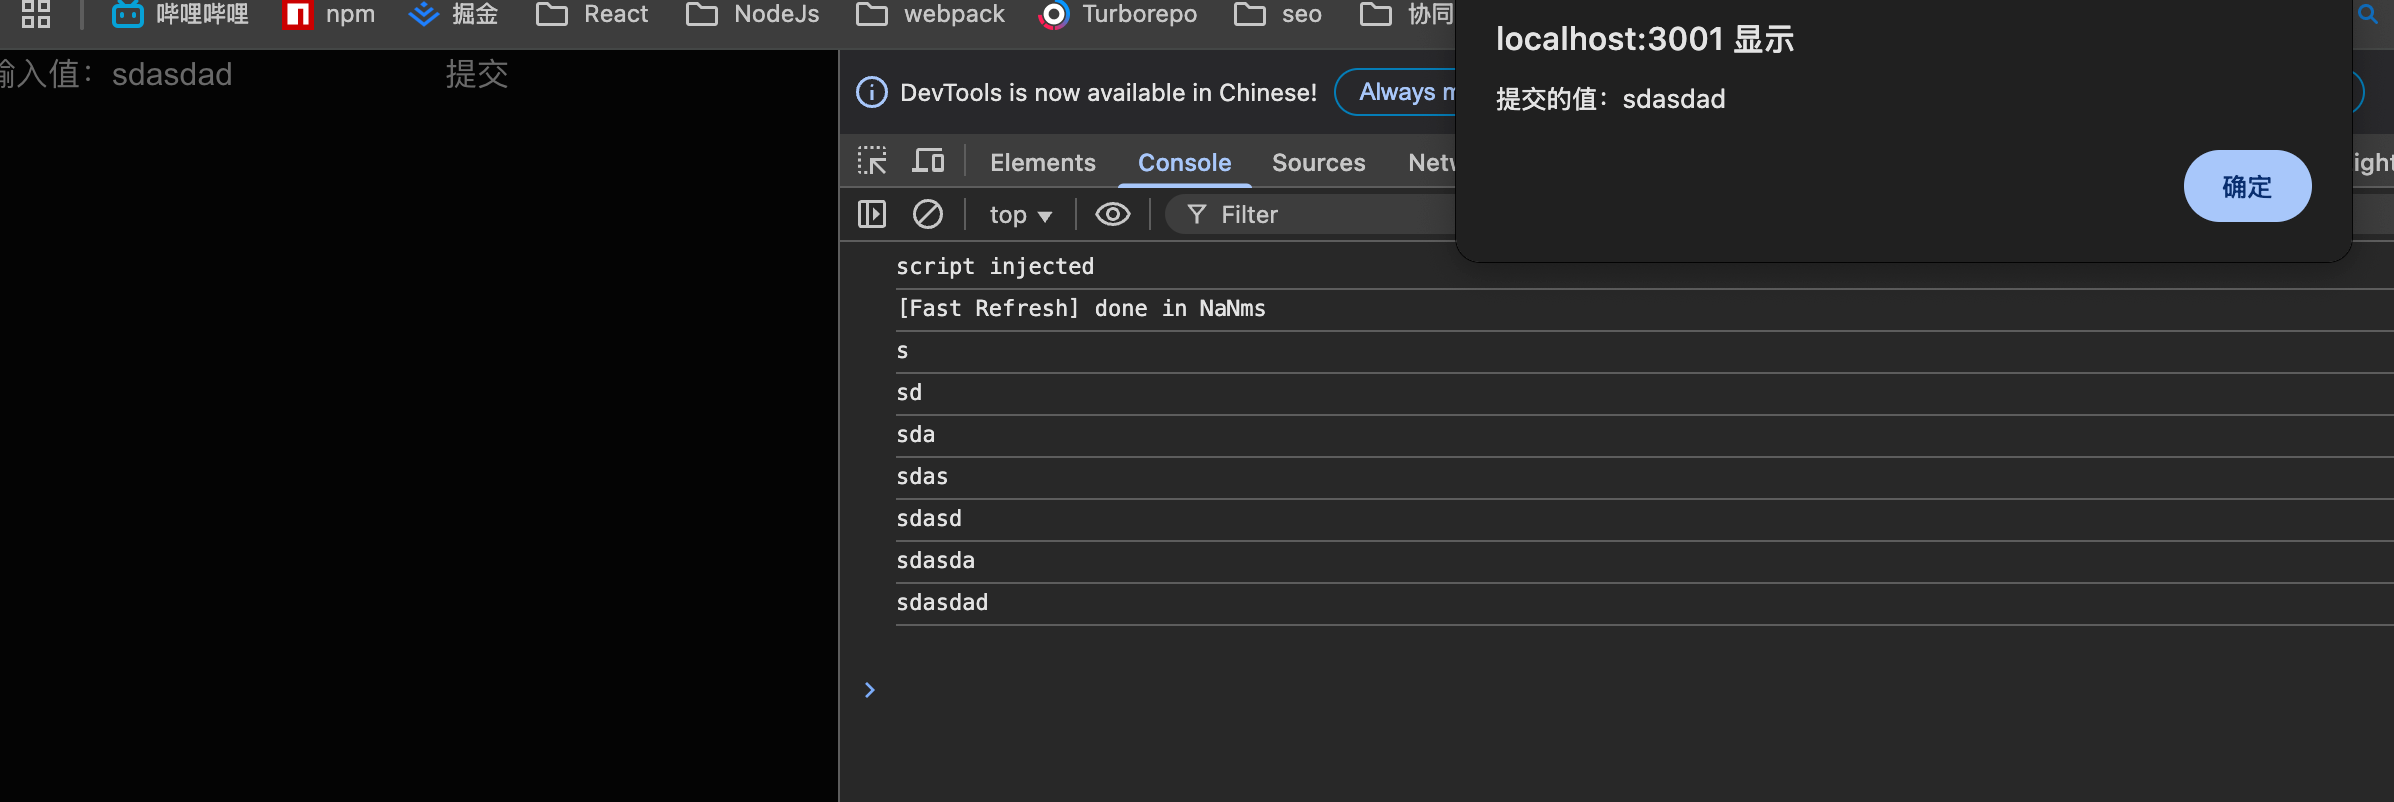 哔哩哔哩 npm 掘金 React NodeJs webpack Turborepo seo 协同
输入值：sdasdad 提交
localhost:3001 显示
提交的值：sdasdad
确定
DevTools is now available in Chinese! Always
Elements Console Sources
top Filter
script injected
[Fast Refresh] done in NaNms
s
sd
sda
sdas
sdasd
sdasda
sdasdad